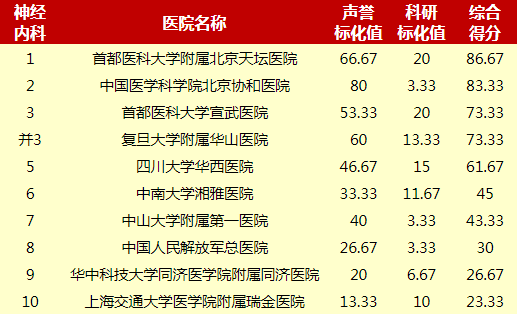 神经内科 医院名称 声誉标化值 科研标化值 综合得分
1 首都医科大学附属北京天坛医院 66.67 20 86.67
2 中国医学科学院北京协和医院 80 3.33 83.33
3 首都医科大学宣武医院 53.33 20 73.33
并3 复旦大学附属华山医院 60 13.33 73.33
5 四川大学华西医院 46.67 15 61.67
6 中南大学湘雅医院 33.33 11.67 45
7 中山大学附属第一医院 40 3.33 43.33
8 中国人民解放军总医院 26.67 3.33 30
9 华中科技大学同济医学院附属同济医院 20 6.67 26.67
10 上海交通大学医学院附属瑞金医院 13.33 10 23.33